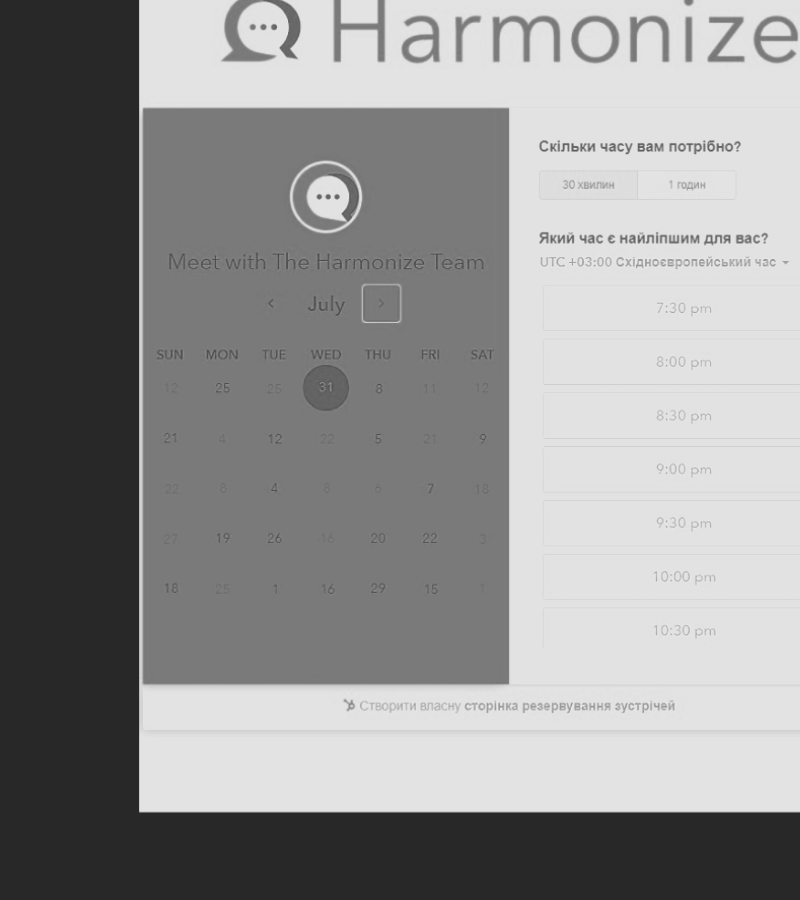 Harmonize
Meet with The Harmonize Team
July
SUN MON TUE WED THU FRI SAT
12 25 25 31 8 11 12
21 4 12 22 5 21 9
22 8 4 8 6 7 18
27 19 26 16 20 22 3
18 25 1 16 29 15 1
Скільки часу вам потрібно?
30 хвилин 1 годин
Який час є найліпшим для вас?
UTC +03:00 Східноєвропейський час
7:30 pm
8:00 pm
8:30 pm
9:00 pm
9:30 pm
10:00 pm
10:30 pm
Створити власну сторінка резервування зустрічей